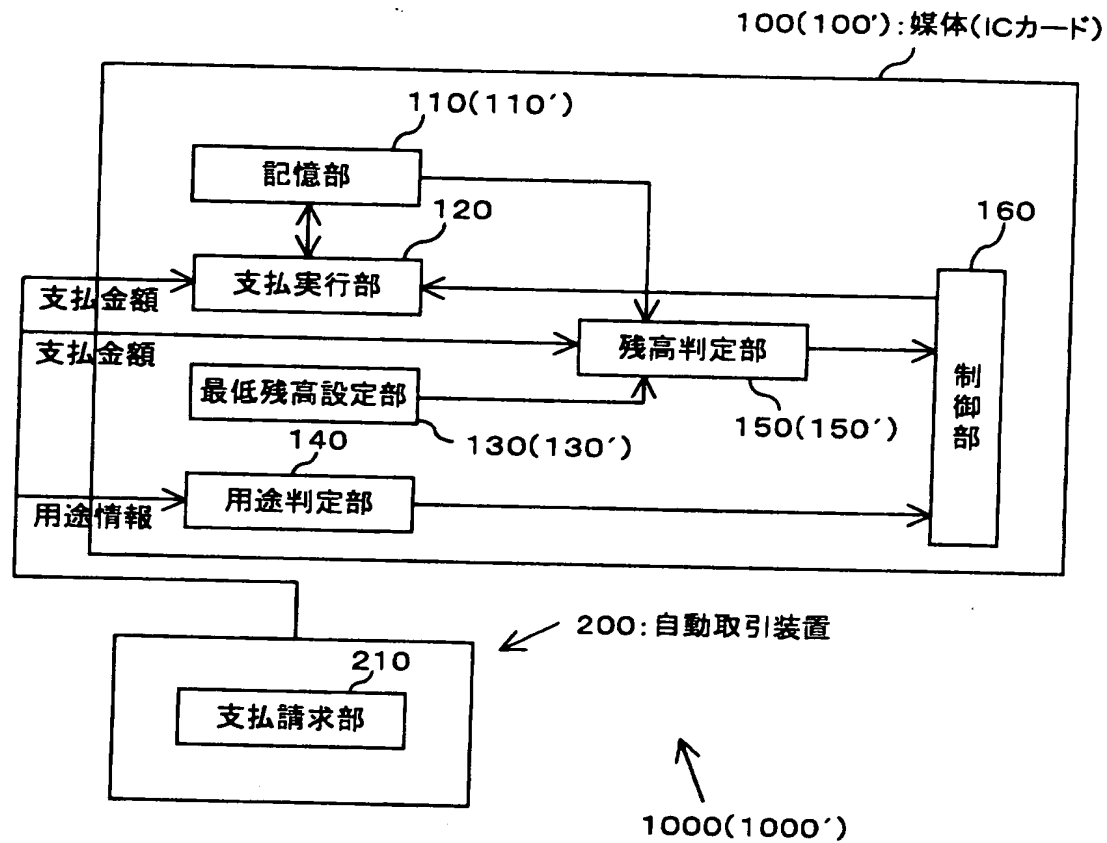 100(100′):媒体(ICカード)
110(110′)
記憶部
120
160
支払実行部
支払金額
支払金額
残高判定部
制御部
最低残高設定部
150(150′)
130(130′)
140
用途判定部
用途情報
200:自動取引装置
210
支払請求部
1000(1000′)